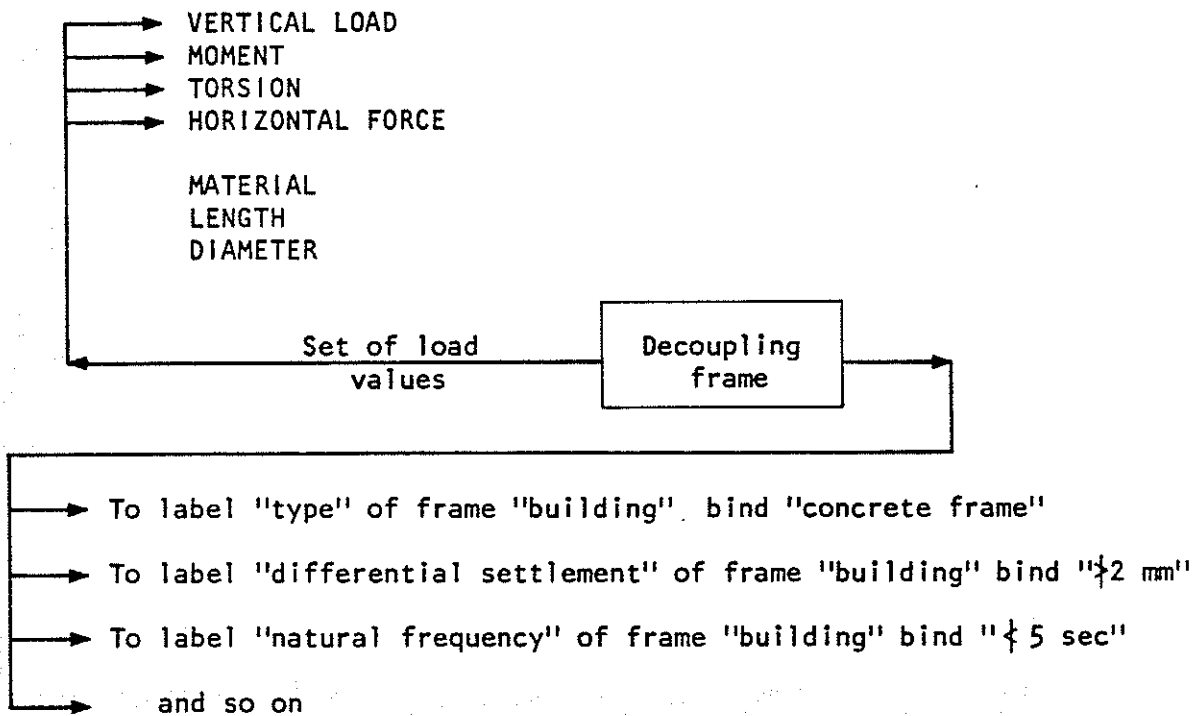 VERTICAL LOAD
MOMENT
TORSION
HORIZONTAL FORCE
MATERIAL
LENGTH
DIAMETER
Set of load
values
Decoupling
frame
To label "type" of frame "building" bind "concrete frame"
To label "differential settlement" of frame "building" bind "≯2 mm"
To label "natural frequency" of frame "building" bind "≮ 5 sec"
and so on